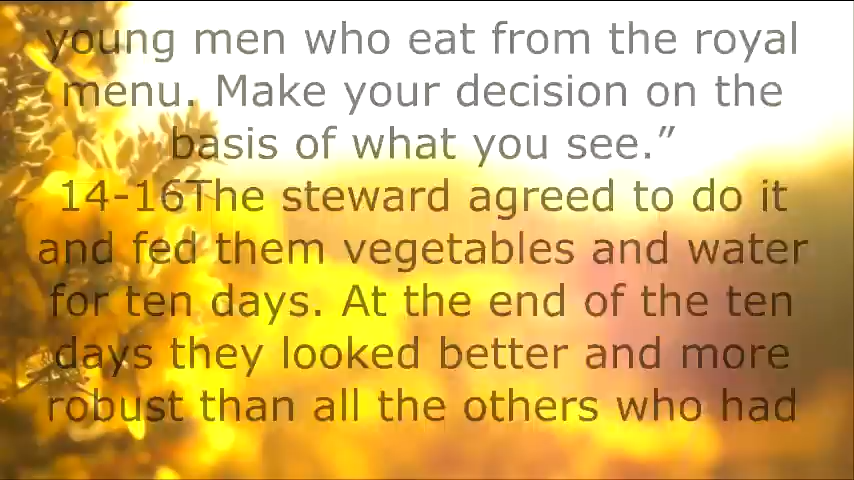 young men who eat from the royal
menu. Make your decision on the
basis of what you see.”
14-16The steward agreed to do it
and fed them vegetables and water
for ten days. At the end of the ten
days they looked better and more
robust than all the others who had